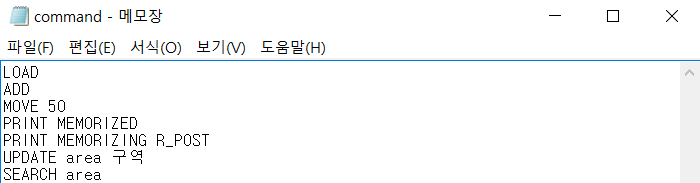 command - 메모장
파일(F) 편집(E) 서식(O) 보기(V) 도움말(H)
LOAD
ADD
MOVE 50
PRINT MEMORIZED
PRINT MEMORIZING R_POST
UPDATE area 구역
SEARCH area